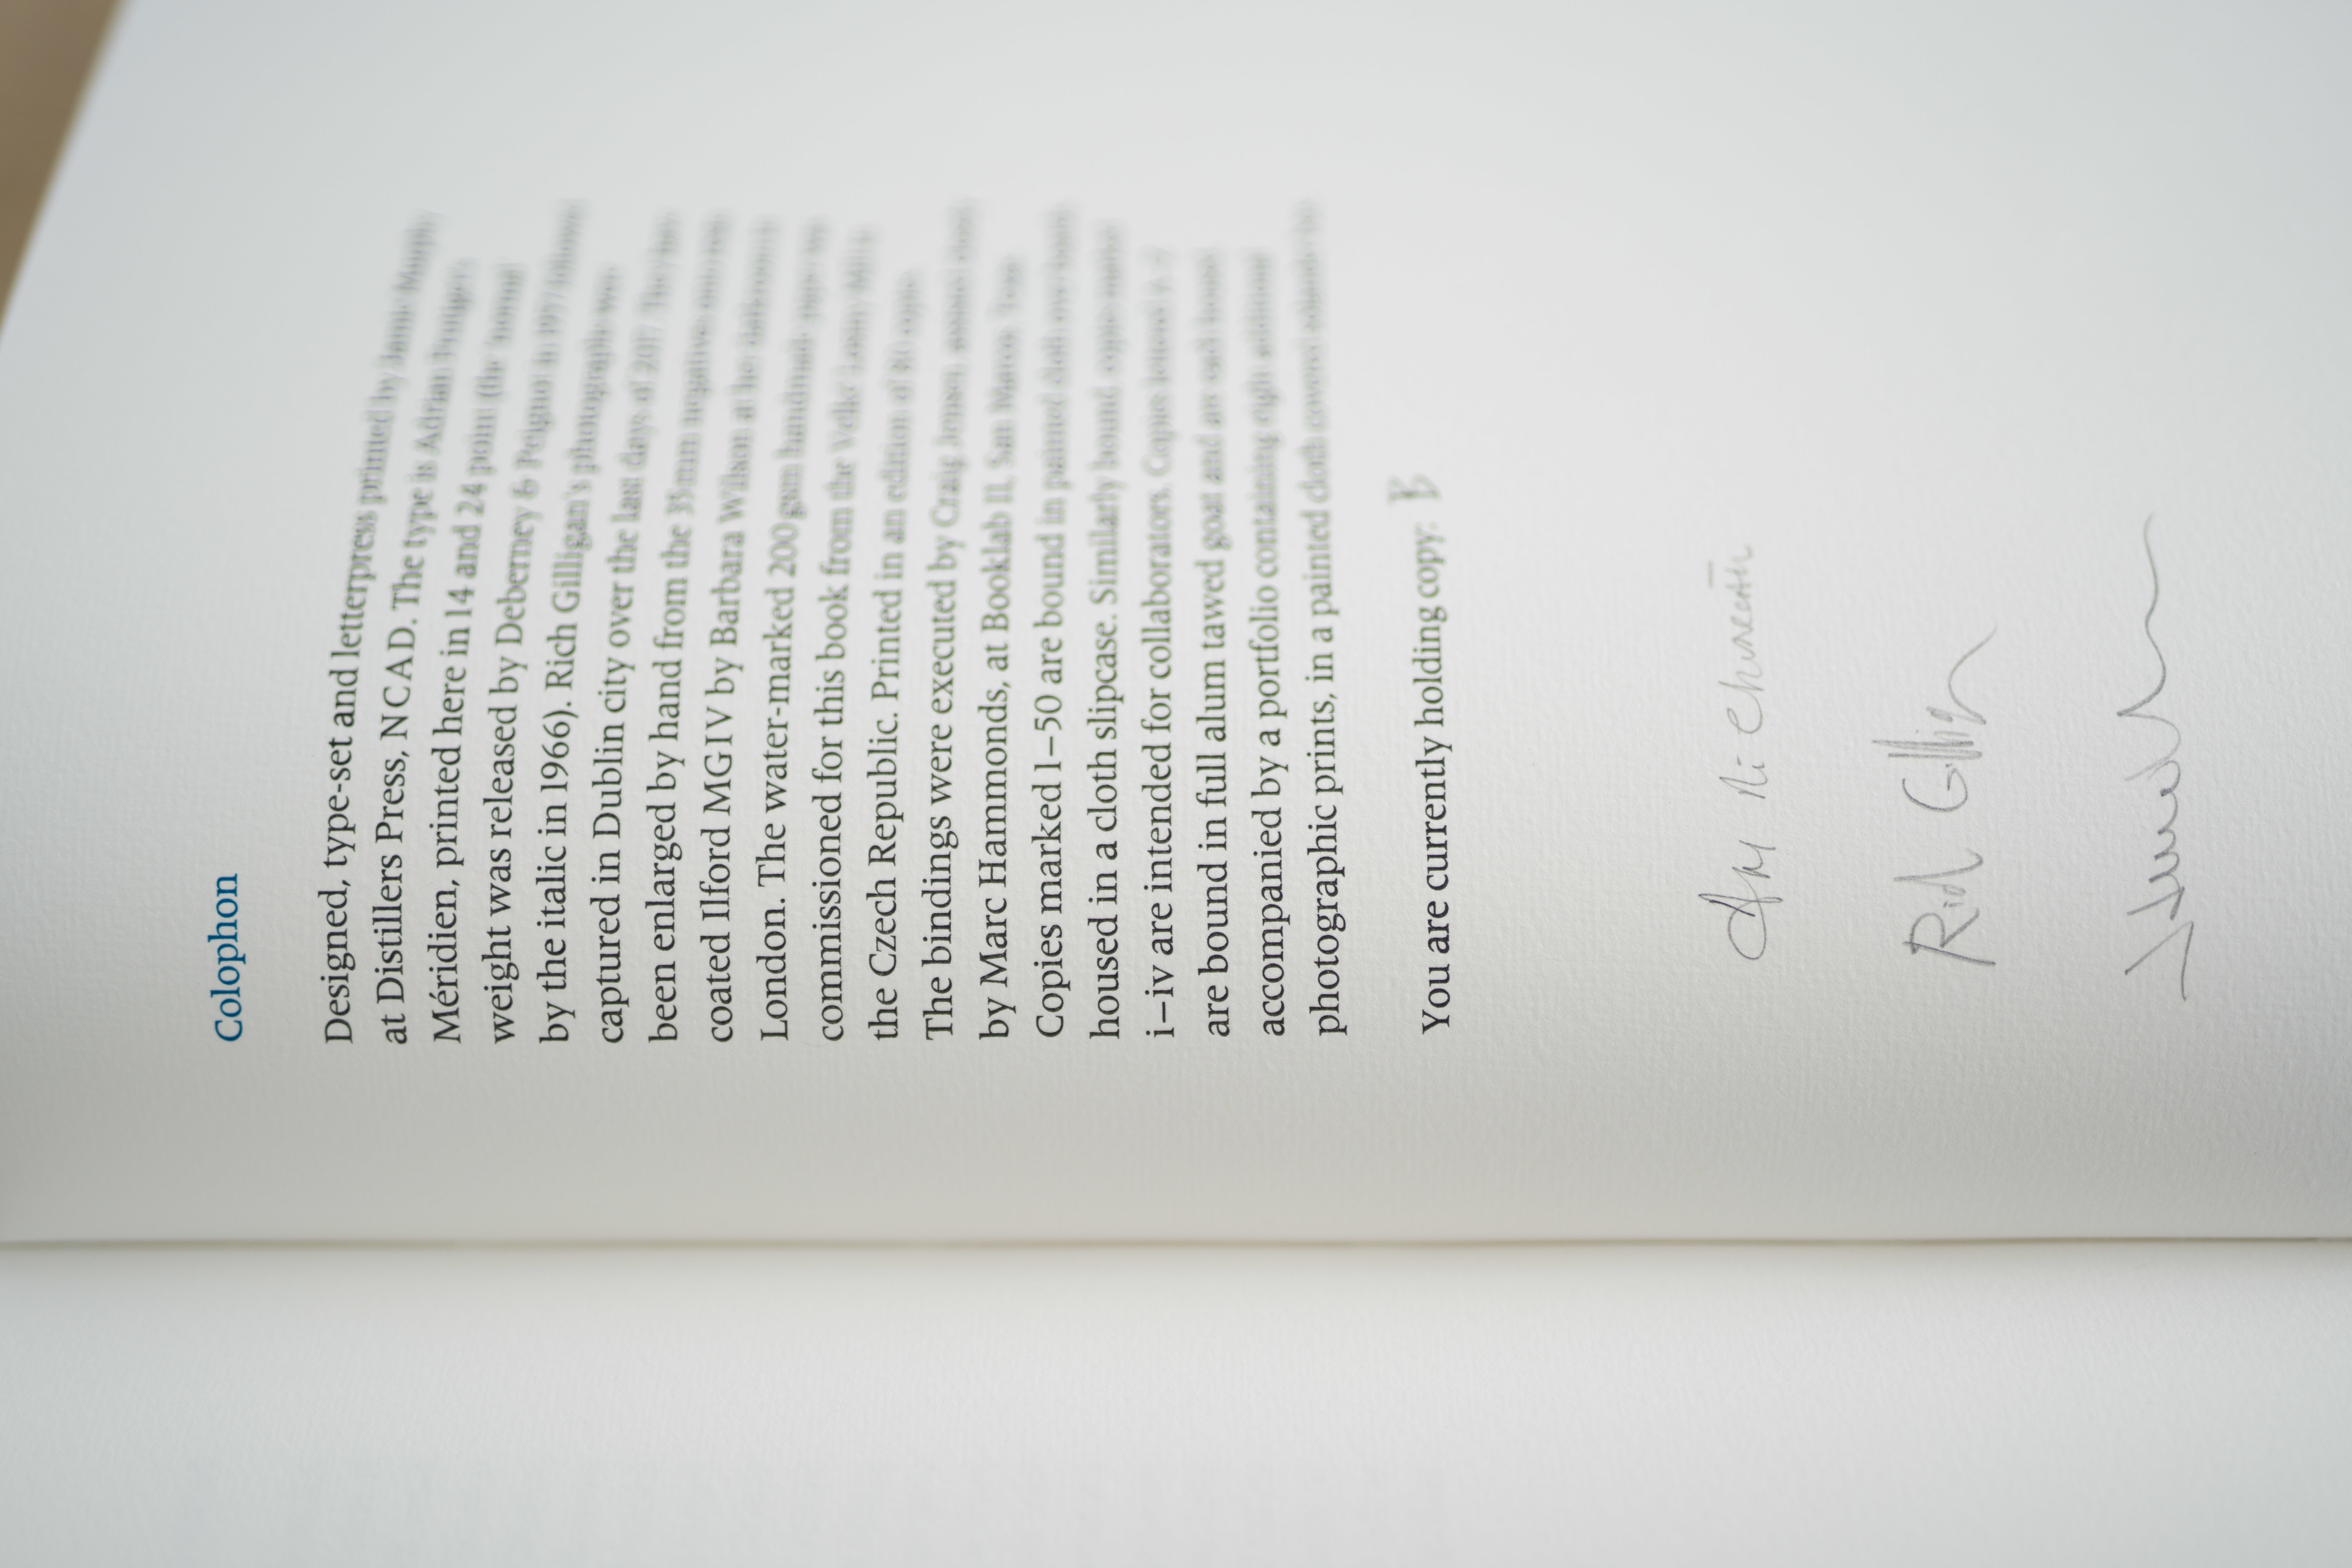 Colophon
Designed, type-set and letterpress printed by Jamie Murphy
at Distillers Press, NCAD. The type is Adrian Frutiger's
Méridien, printed here in 14 and 24 point (the 'normal'
weight was released by Deberney & Peignot in 1957 followed
by the italic in 1966). Rich Gilligan's photographs were
captured in Dublin city over the last days of 2017. They have
been enlarged by hand from the 35mm negatives onto
coated Ilford MGIV by Barbara Wilson at her darkroom in
London. The water-marked 200gsm handmade paper was
commissioned for this book from the Velké Losiny Mill in
the Czech Republic. Printed in an edition of 80 copies.
The bindings were executed by Craig Jensen,
by Marc Hammonds, at Booklab II, San Marcos, Texas.
Copies marked 1–50 are bound in painted cloth over boards
housed in a cloth slipcase. Similarly bound, copies marked
i–iv are intended for collaborators. Copies lettered
are bound in full alum tawed goat and are each housed
accompanied by a portfolio containing eight additional
photographic prints, in a painted cloth covered
You are currently holding copy: B
Rich Gilligan